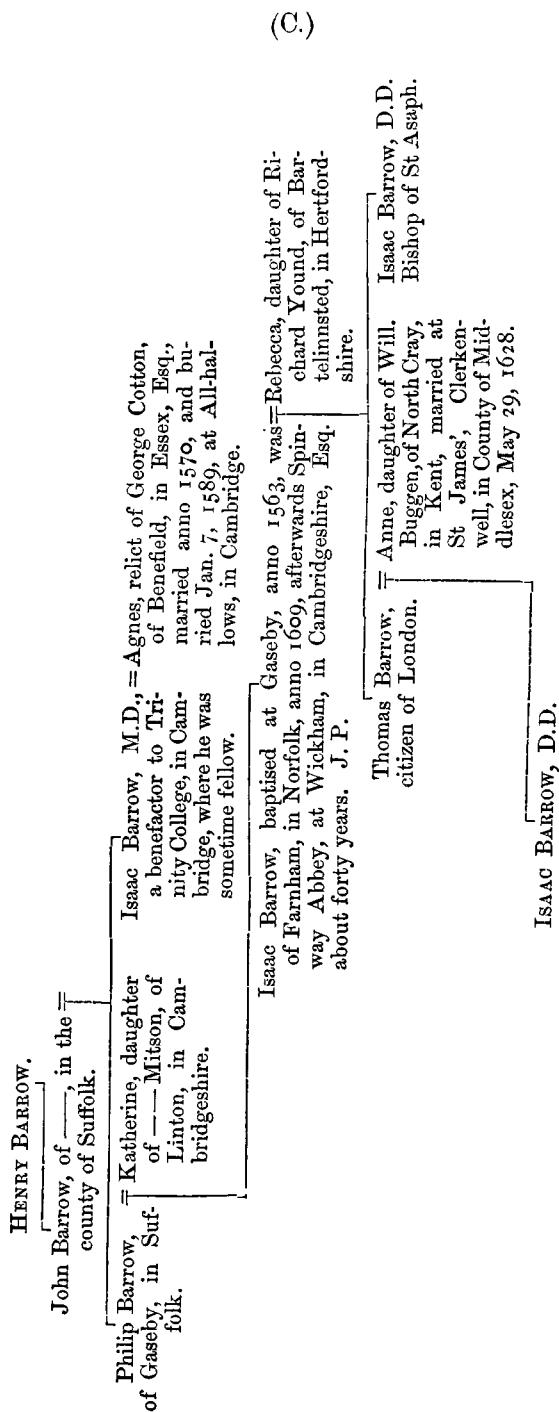 (C.)
HENRY BARROW.
John Barrow, of ——, in the =
county of Suffolk.
Philip Barrow,
of Gaseby, in Suf-
folk.
= Katherine, daughter
of —— Mitson, of
Linton, in Cam-
bridgeshire.
Isaac Barrow, M.D.,
a benefactor to Tri-
nity College, in Cam-
bridge, where he was
sometime fellow.
=Agnes, relict of George Cotton,
of Benefield, in Essex, Esq.,
married anno 1570, and bu-
ried Jan. 7, 1589, at All-hal-
lows, in Cambridge.
Isaac Barrow, baptised at Gaseby, anno 1563, was
of Farnham, in Norfolk, anno 1609, afterwards Spin-
way Abbey, at Wickham, in Cambridgeshire, Esq.
about forty years. J. P.
=Rebecca, daughter of Ri-
chard Yound, of Bar-
telinnsted, in Hertford-
shire.
Thomas Barrow,
citizen of London.
= Anne, daughter of Will.
Buggen, of North Cray,
in Kent, married at
St James', Clerken-
well, in County of Mid-
dlesex, May 29, 1628.
Isaac Barrow, D.D.
Bishop of St Asaph.
ISAAC BARROW, D.D.